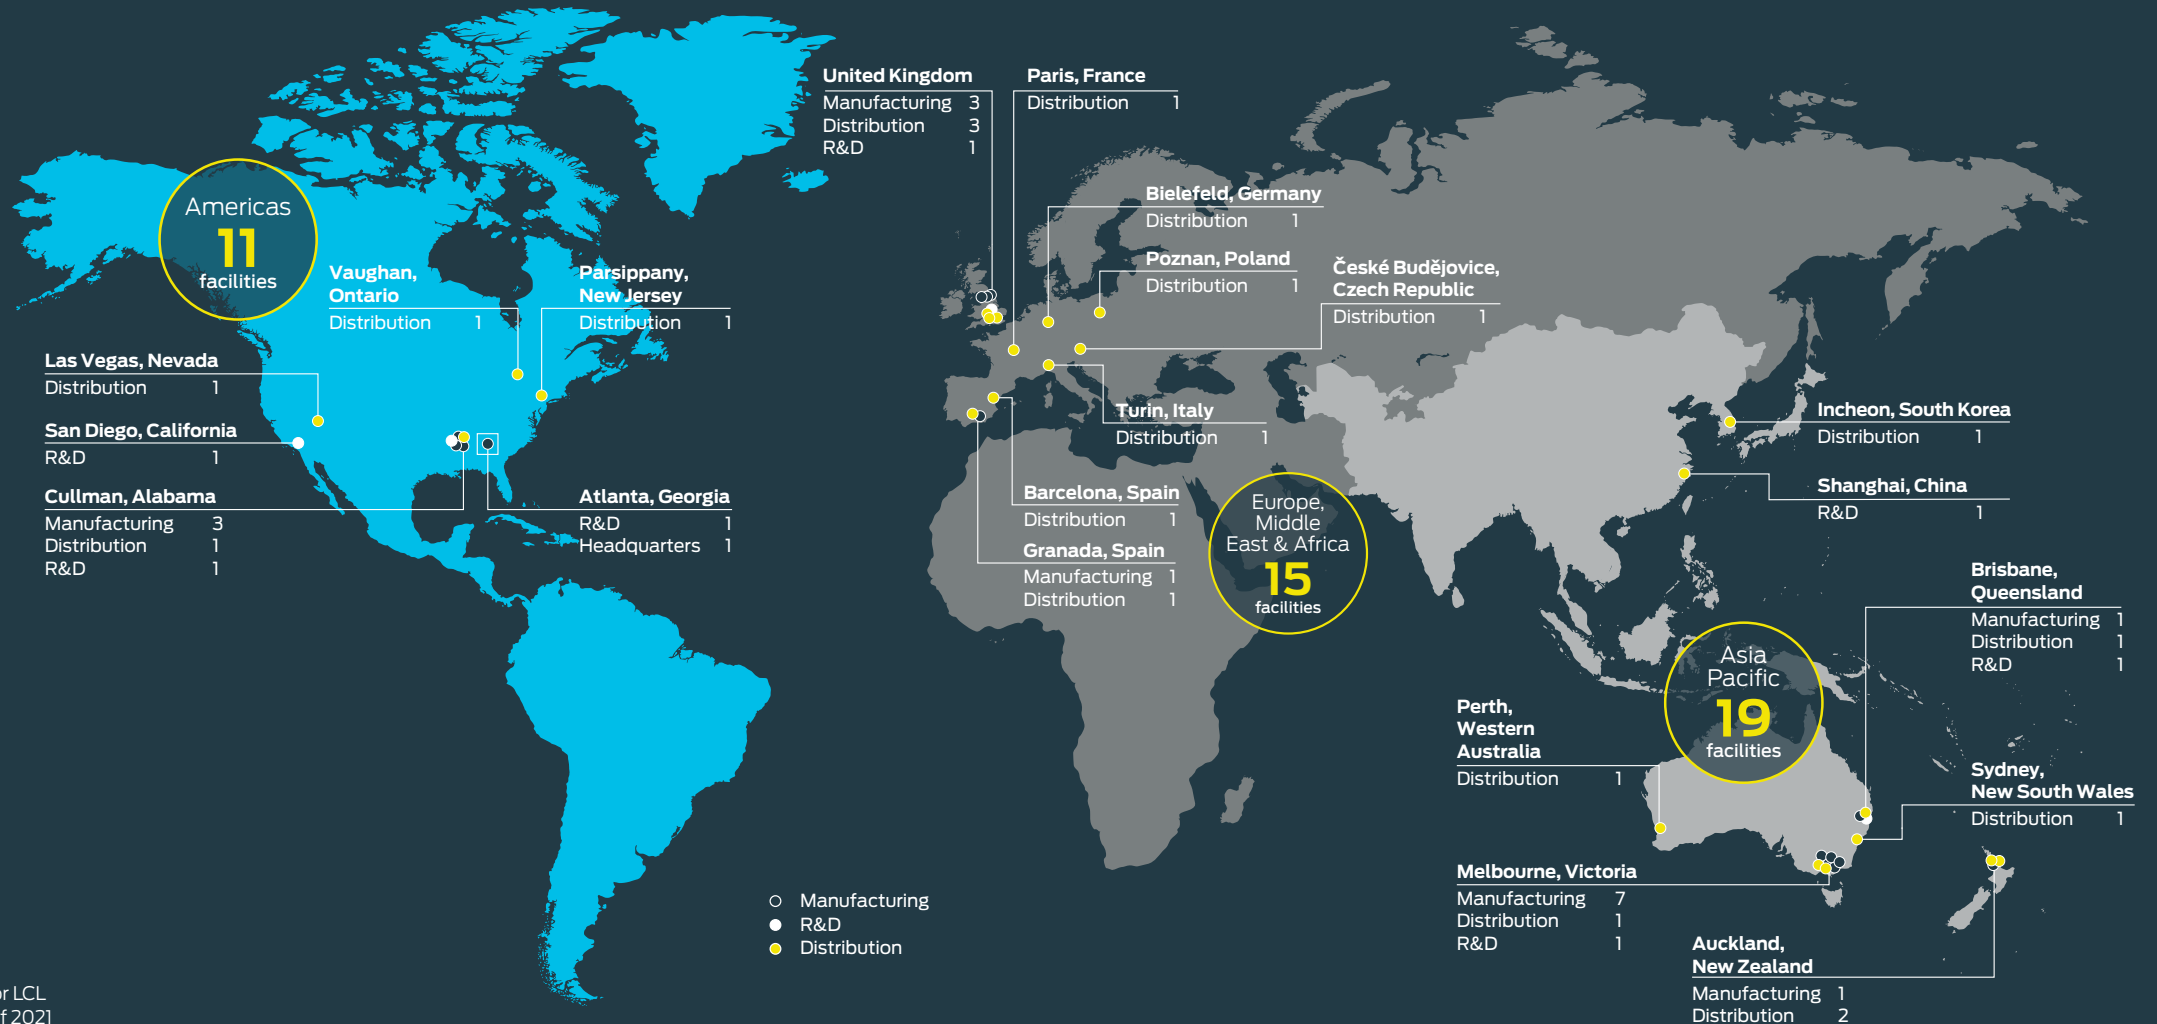 Americas
11
facilities
Vaughan,
Ontario
Distribution 1
Parsippany,
New Jersey
Distribution 1
Las Vegas, Nevada
Distribution 1
San Diego, California
R&D 1
Cullman, Alabama
Manufacturing 3
Distribution 1
R&D 1
Atlanta, Georgia
R&D 1
Headquarters 1
United Kingdom
Manufacturing 3
Distribution 3
R&D 1
Paris, France
Distribution 1
Bielefeld, Germany
Distribution 1
Poznan, Poland
Distribution 1
České Budějovice,
Czech Republic
Distribution 1
Turin, Italy
Distribution 1
Barcelona, Spain
Distribution 1
Granada, Spain
Manufacturing 1
Distribution 1
Europe,
Middle
East & Africa
15
facilities
Incheon, South Korea
Distribution 1
Shanghai, China
R&D 1
Brisbane,
Queensland
Manufacturing 1
Distribution 1
R&D 1
Asia
Pacific
19
facilities
Perth,
Western
Australia
Distribution 1
Sydney,
New South Wales
Distribution 1
Melbourne, Victoria
Manufacturing 7
Distribution 1
R&D 1
Auckland,
New Zealand
Manufacturing 1
Distribution 2
Manufacturing
R&D
Distribution
LCL
2021